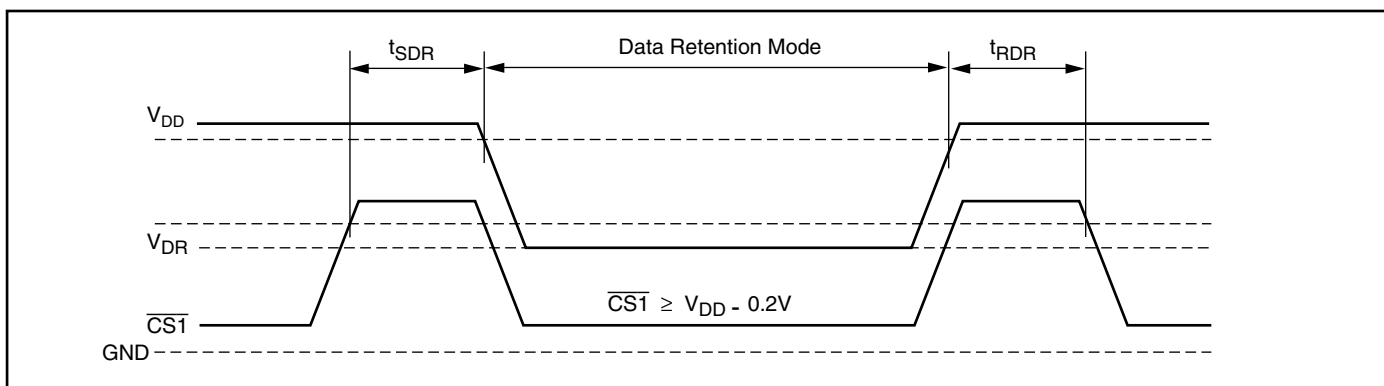 tSDR
Data Retention Mode
tRDR
VDD
VDR
CS1 ≥ VDD - 0.2V
CS1
GND